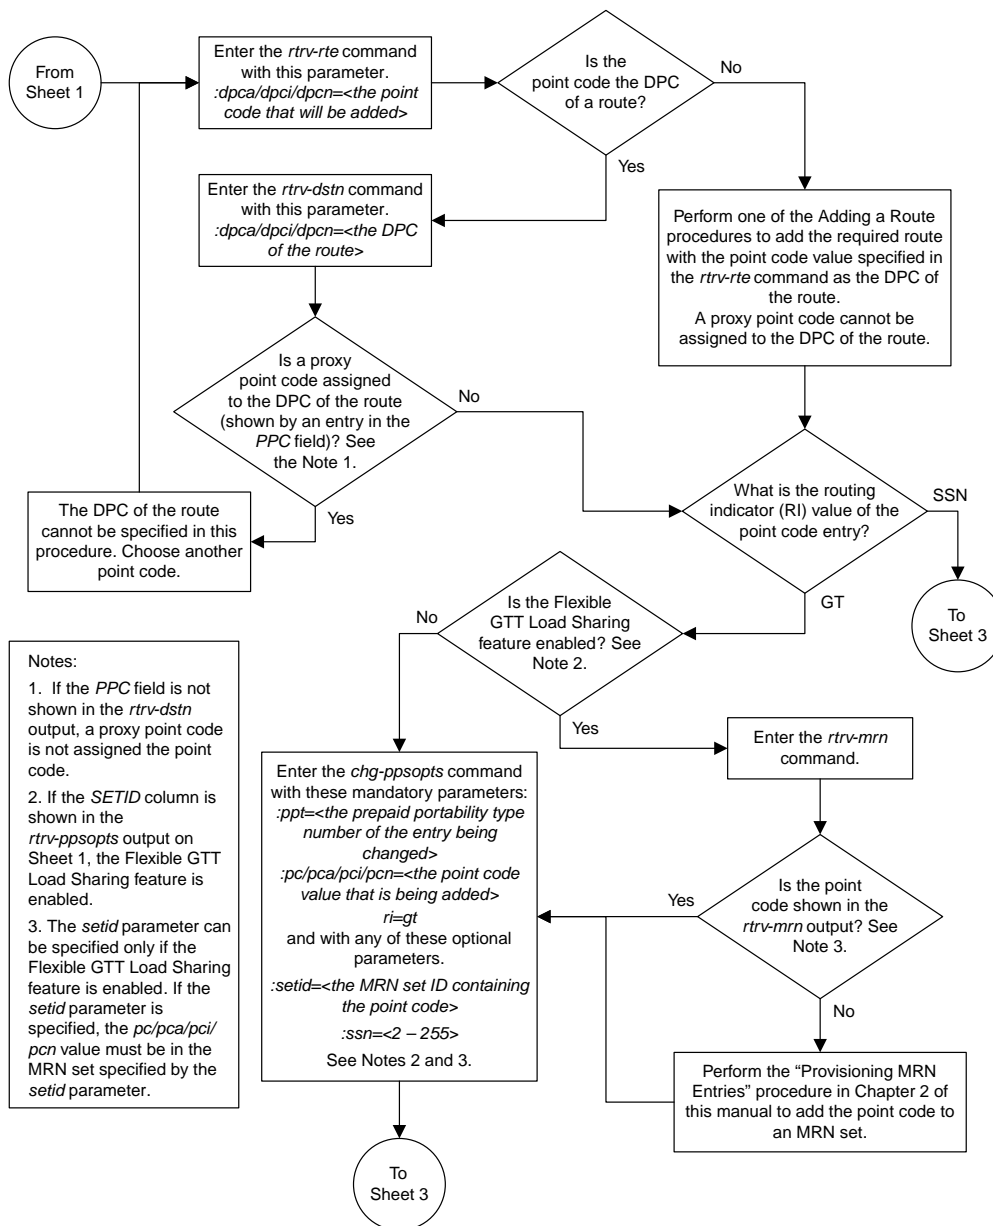 From
Sheet 1
Enter the rtrv-rte command
with this parameter.
:dpca/dpci/dpcn=<the point
code that will be added>
Is the
point code the DPC
of a route?
No
Yes
Enter the rtrv-dstn command
with this parameter.
:dpca/dpci/dpcn=<the DPC
of the route>
Perform one of the Adding a Route
procedures to add the required route
with the point code value specified in
the rtrv-rte command as the DPC of
the route.
A proxy point code cannot be
assigned to the DPC of the route.
Is a proxy
point code assigned
to the DPC of the route
(shown by an entry in the
PPC field)? See
the Note 1.
No
Yes
The DPC of the route
cannot be specified in this
procedure. Choose another
point code.
What is the routing
indicator (RI) value of the
point code entry?
SSN
GT
To
Sheet 3
Is the Flexible
GTT Load Sharing
feature enabled? See
Note 2.
No
Yes
Notes:
1. If the PPC field is not
shown in the rtrv-dstn
output, a proxy point code
is not assigned the point
code.
2. If the SETID column is
shown in the
rtrv-ppsopts output on
Sheet 1, the Flexible GTT
Load Sharing feature is
enabled.
3. The setid parameter can
be specified only if the
Flexible GTT Load Sharing
feature is enabled. If the
setid parameter is
specified, the pc/pca/pci/
pcn value must be in the
MRN set specified by the
setid parameter.
Enter the chg-ppsopts command
with these mandatory parameters:
:ppt=<the prepaid portability type
number of the entry being
changed>
:pc/pca/pci/pcn=<the point code
value that is being added>
ri=gt
and with any of these optional
parameters.
:setid=<the MRN set ID containing
the point code>
:ssn=<2 – 255>
See Notes 2 and 3.
Enter the rtrv-mrn
command.
Is the point
code shown in the
rtrv-mrn output? See
Note 3.
Yes
No
Perform the “Provisioning MRN
Entries” procedure in Chapter 2 of
this manual to add the point code to
an MRN set.
To
Sheet 3